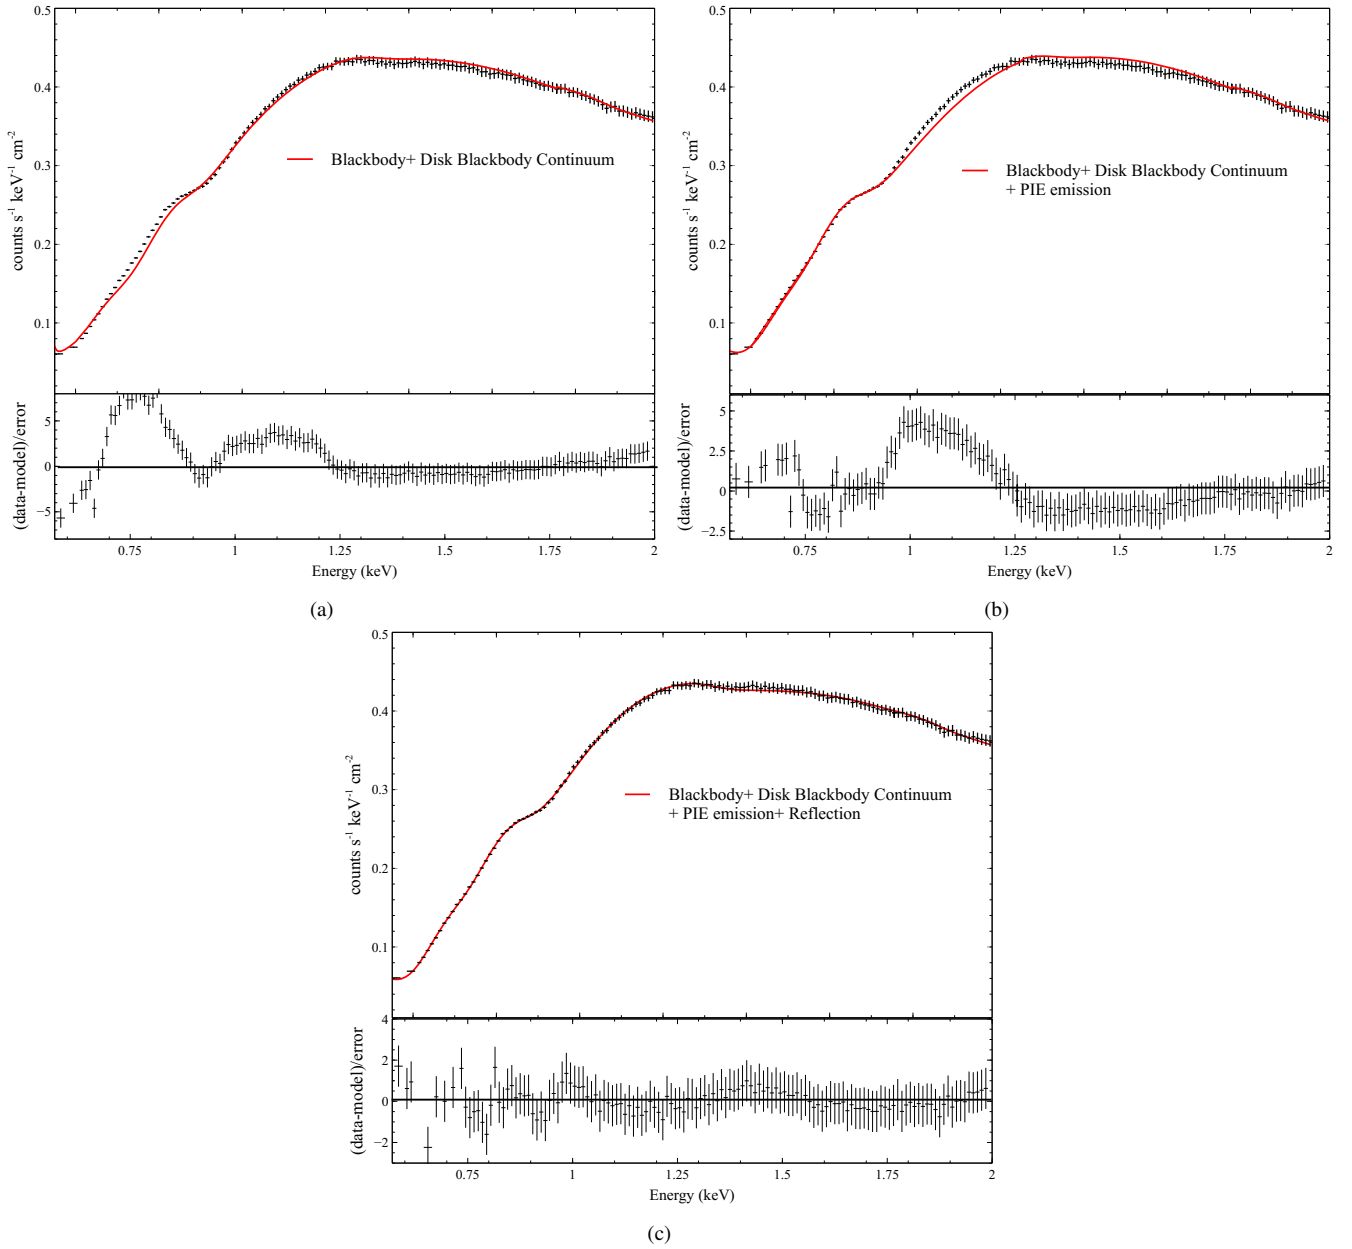 0.5
0.4
0.3
0.2
0.1
counts s-1 keV-1 cm-2
Blackbody+ Disk Blackbody Continuum
5
0
−5
(data-model)/error
0.75
1
1.25
1.5
1.75
2
Energy (keV)
(a)
0.5
0.4
0.3
0.2
0.1
counts s-1 keV-1 cm-2
Blackbody+ Disk Blackbody Continuum
+ PIE emission
5
2.5
0
−2.5
(data-model)/error
0.75
1
1.25
1.5
1.75
2
Energy (keV)
(b)
0.5
0.4
0.3
0.2
0.1
counts s-1 keV-1 cm-2
Blackbody+ Disk Blackbody Continuum
+ PIE emission+ Reflection
4
2
0
−2
(data-model)/error
0.75
1
1.25
1.5
1.75
2
Energy (keV)
(c)